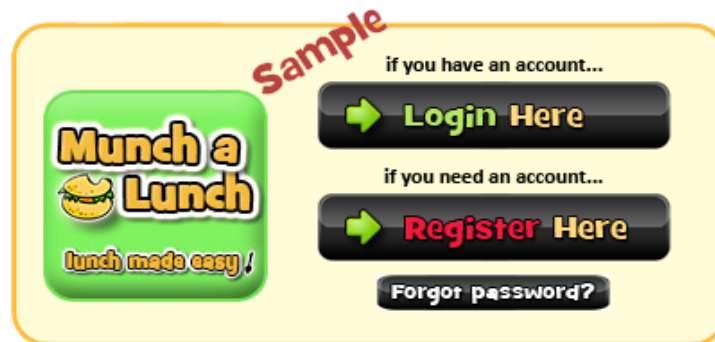 Sample
Munch a
Lunch
lunch made easy!
if you have an account...
Login Here
if you need an account...
Register Here
Forgot password?